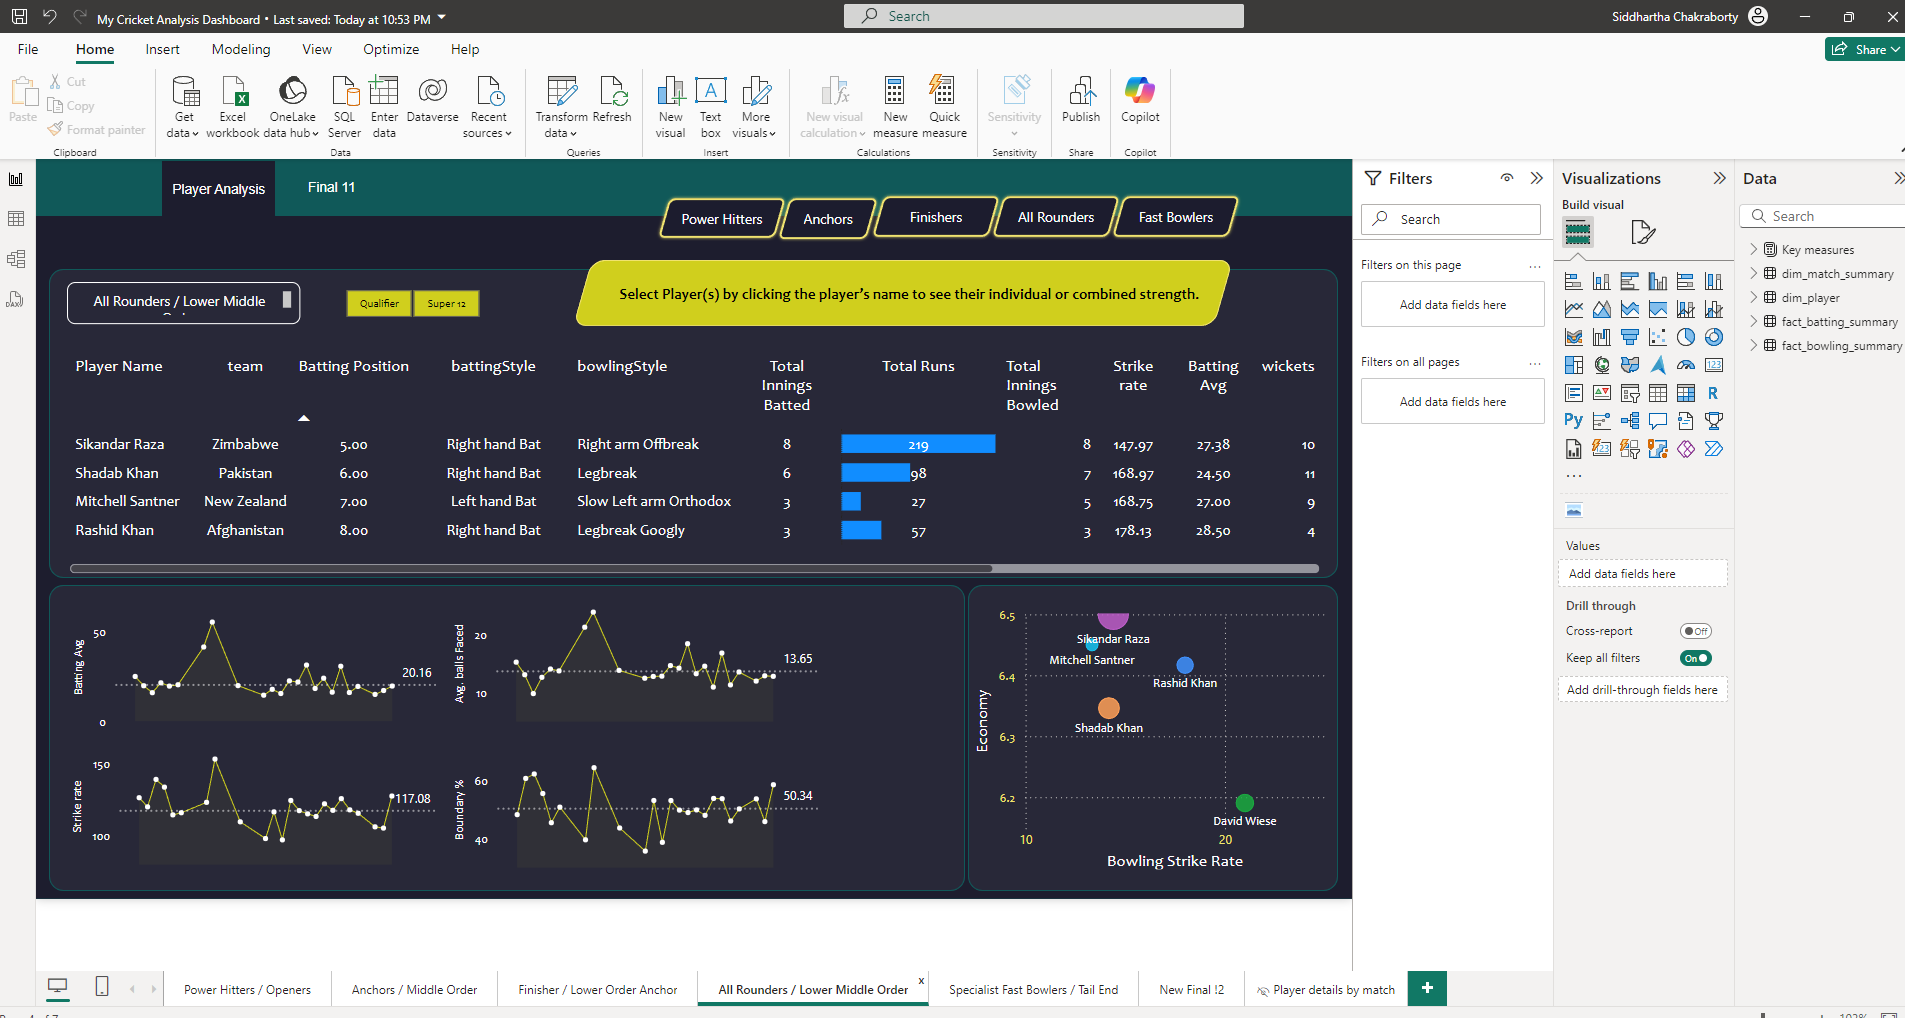 My Cricket Analysis Dashboard • Last saved: Today at 10:53 PM
Search
Siddhartha Chakraborty
File Home Insert Modeling View Optimize Help
Share
Paste
Cut
Copy
Format painter
Clipboard
Get data
Excel workbook
OneLake data hub
SQL Server
Enter data
Dataverse
Recent sources
Data
Transform data
Refresh
Queries
New visual
Text box
More visuals
Insert
New visual calculation
New measure
Quick measure
Calculations
Sensitivity
Sensitivity
Publish
Share
Copilot
Copilot
Player Analysis
Final 11
Power Hitters
Anchors
Finishers
All Rounders
Fast Bowlers
All Rounders / Lower Middle
Qualifier
Super 12
Select Player(s) by clicking the player's name to see their individual or combined strength.
Player Name team Batting Position battingStyle bowlingStyle Total Innings Batted Total Runs Total Innings Bowled Strike rate Batting Avg wickets
Sikandar Raza Zimbabwe 5.00 Right hand Bat Right arm Offbreak 8 219 8 147.97 27.38 10
Shadab Khan Pakistan 6.00 Right hand Bat Legbreak 6 98 7 168.97 24.50 11
Mitchell Santner New Zealand 7.00 Left hand Bat Slow Left arm Orthodox 3 27 5 168.75 27.00 9
Rashid Khan Afghanistan 8.00 Right hand Bat Legbreak Googly 3 57 3 178.13 28.50 4
Batting Avg
50
0
20.16
Avg. balls Faced
20
10
13.65
Strike rate
150
100
117.08
Boundary %
60
40
50.34
Economy
6.5
6.4
6.3
6.2
Sikandar Raza
Mitchell Santner
Rashid Khan
Shadab Khan
David Wiese
10
20
Bowling Strike Rate
Filters
Search
Filters on this page
...
Add data fields here
Filters on all pages
...
Add data fields here
Visualizations
Build visual
123
R
Py
...
Values
Add data fields here
Drill through
Cross-report
Off
Keep all filters
On
Add drill-through fields here
Data
Search
Key measures
dim_match_summary
dim_player
fact_batting_summary
fact_bowling_summary
Power Hitters / Openers
Anchors / Middle Order
Finisher / Lower Order Anchor
All Rounders / Lower Middle Order
x
Specialist Fast Bowlers / Tail End
New Final !2
Player details by match
+